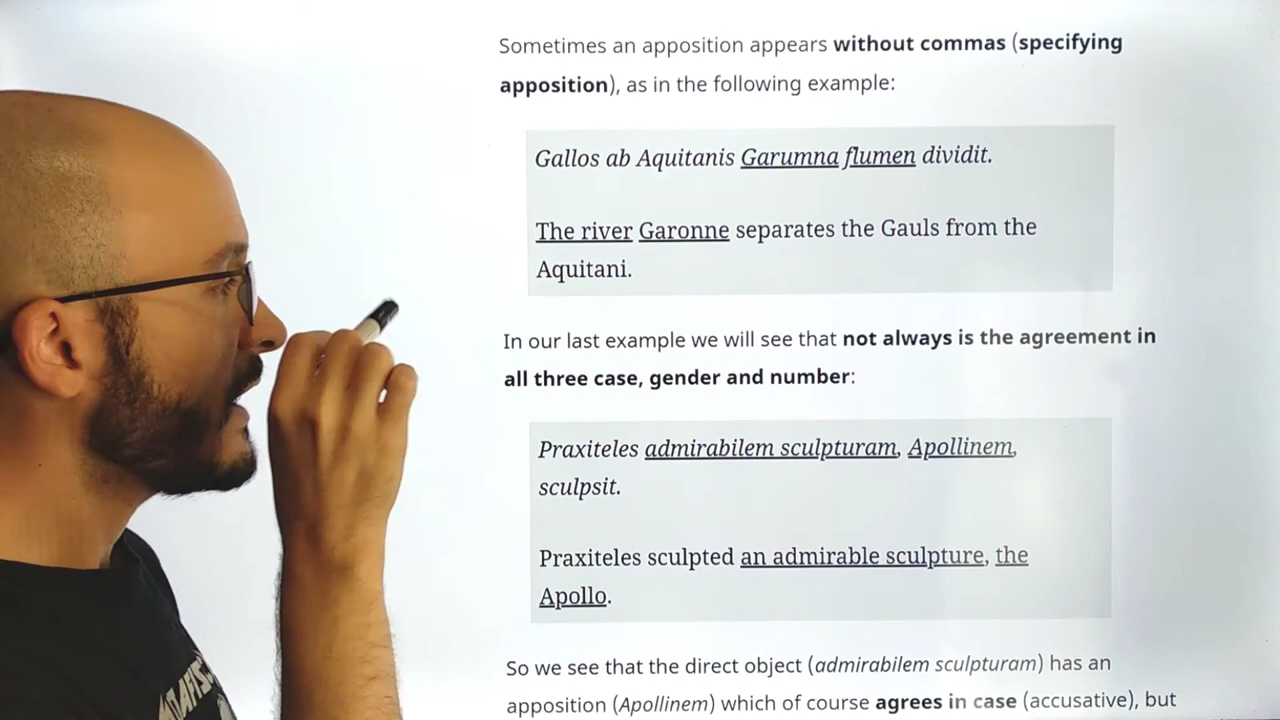 Sometimes an apposition appears without commas (specifying
apposition), as in the following example:
Gallos ab Aquitanis Garumna flumen dividit.
The river Garonne separates the Gauls from the
Aquitani.
In our last example we will see that not always is the agreement in
all three case, gender and number:
Praxiteles admirabilem sculpturam, Apollinem,
sculpsit.
Praxiteles sculpted an admirable sculpture, the
Apollo.
So we see that the direct object (admirabilem sculpturam) has an
apposition (Apollinem) which of course agrees in case (accusative), but